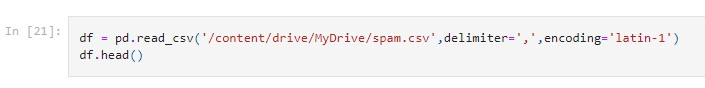 In [21]:
df = pd.read_csv('/content/drive/MyDrive/spam.csv',delimiter=',',encoding='latin-1')
df.head()